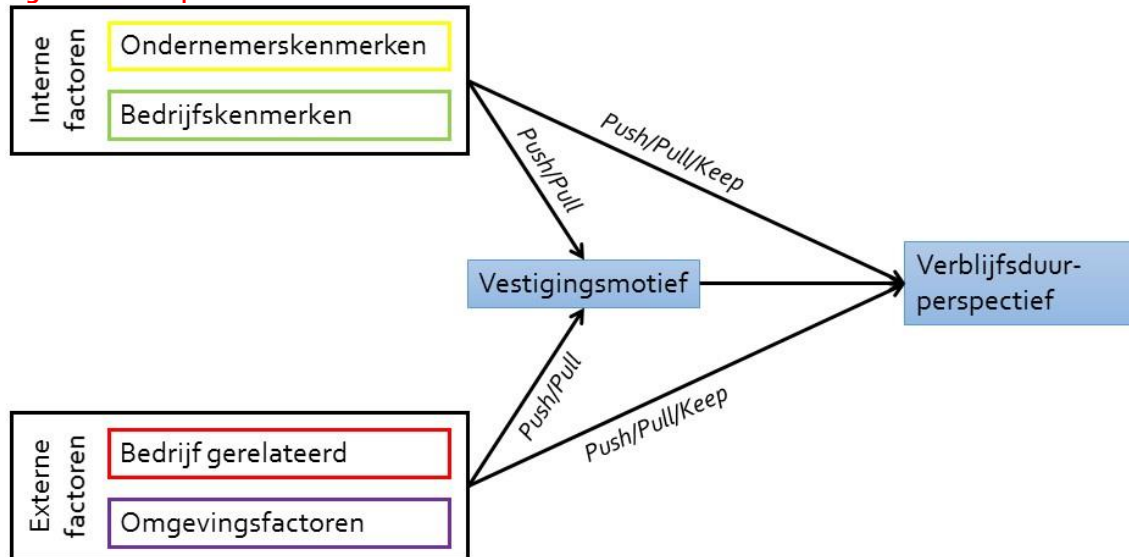 Interne
factoren
Ondernemerskenmerken
Bedrijfskenmerken
Push/Pull
Push/Pull/Keep
Vestigingsmotief
Verblijfsduur-
perspectief
Push/Pull
Push/Pull/Keep
Externe
factoren
Bedrijf gerelateerd
Omgevingsfactoren